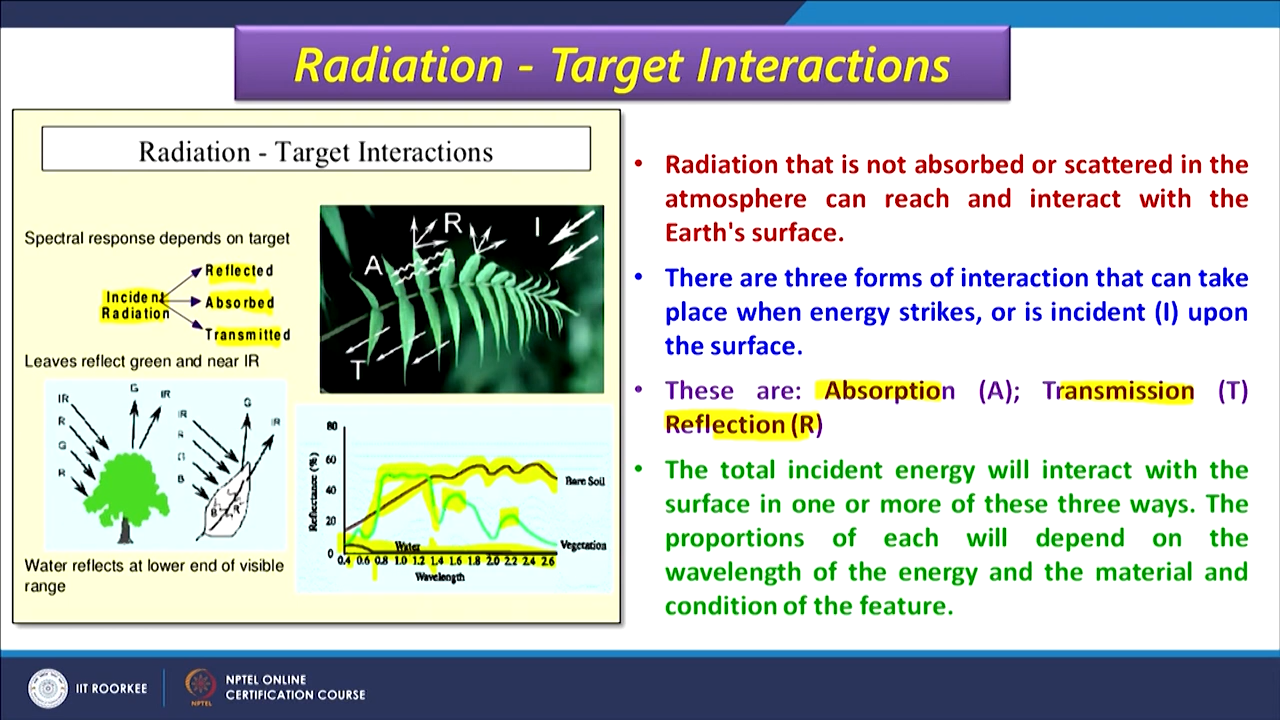 Radiation - Target Interactions
Radiation - Target Interactions
Spectral response depends on target
Reflected
Incident
Radiation
Absorbed
Transmitted
Leaves reflect green and near IR
R
I
A
T
G
IR
IR
R
G
R
G
IR
IR
R
G
B
B
R
Water reflects at lower end of visible
range
80
60
40
20
0
Reflectance (%)
Bare Soil
Water
Vegetation
0.4 0.6 0.8 1.0 1.2 1.4 1.6 1.8 2.0 2.2 2.4 2.6
Wavelength
• Radiation that is not absorbed or scattered in the
atmosphere can reach and interact with the
Earth's surface.
• There are three forms of interaction that can take
place when energy strikes, or is incident (I) upon
the surface.
• These are: Absorption (A); Transmission (T)
Reflection (R)
• The total incident energy will interact with the
surface in one or more of these three ways. The
proportions of each will depend on the
wavelength of the energy and the material and
condition of the feature.
IIT ROORKEE
NPTEL
NPTEL ONLINE
CERTIFICATION COURSE